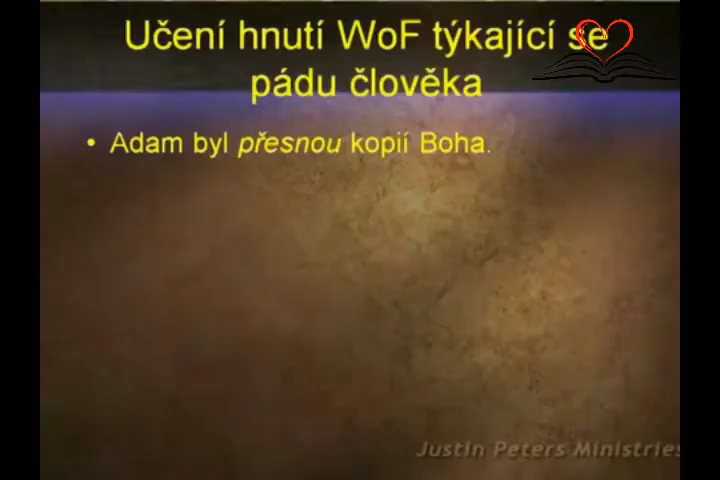 Učení hnutí WoF týkající se
pádu člověka
• Adam byl přesnou kopií Boha.
Justin Peters Ministries